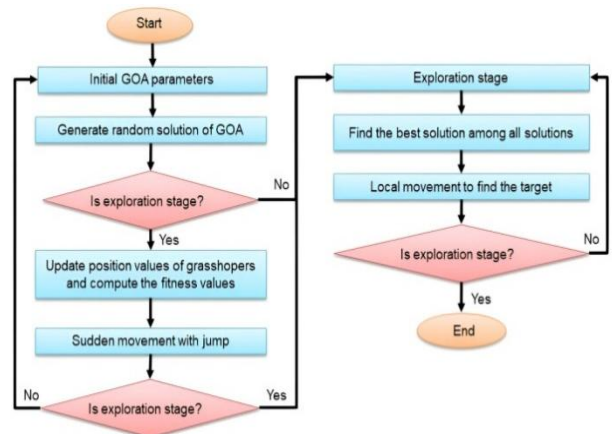 Start
Initial GOA parameters
Generate random solution of GOA
Is exploration stage?
No
Yes
Update position values of grasshopers
and compute the fitness values
Sudden movement with jump
No
Is exploration stage?
Yes
Exploration stage
Find the best solution among all solutions
Local movement to find the target
Is exploration stage?
No
Yes
End